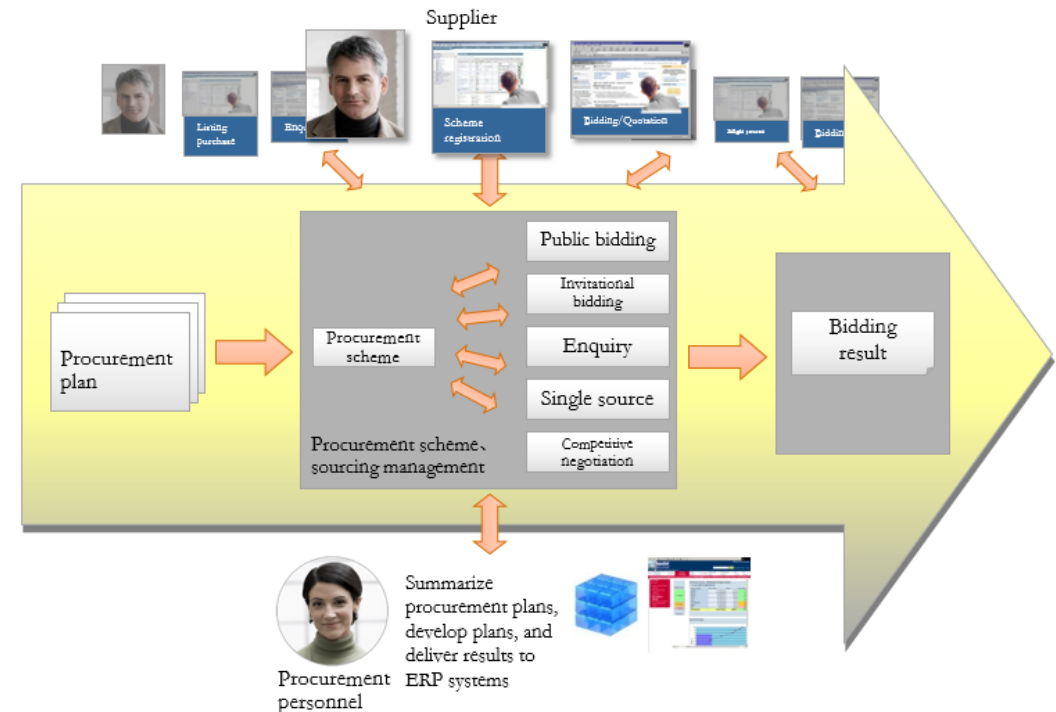 Supplier
Listing
purchase
Enqu
Scheme
registration
Bidding/Quotation
Biddin
Public bidding
Invitational
bidding
Procurement
scheme
Enquiry
Single source
Competitive
negotiation
Procurement scheme、
sourcing management
Procurement
plan
Bidding
result
Summarize
procurement plans,
develop plans, and
deliver results to
ERP systems
Procurement
personnel